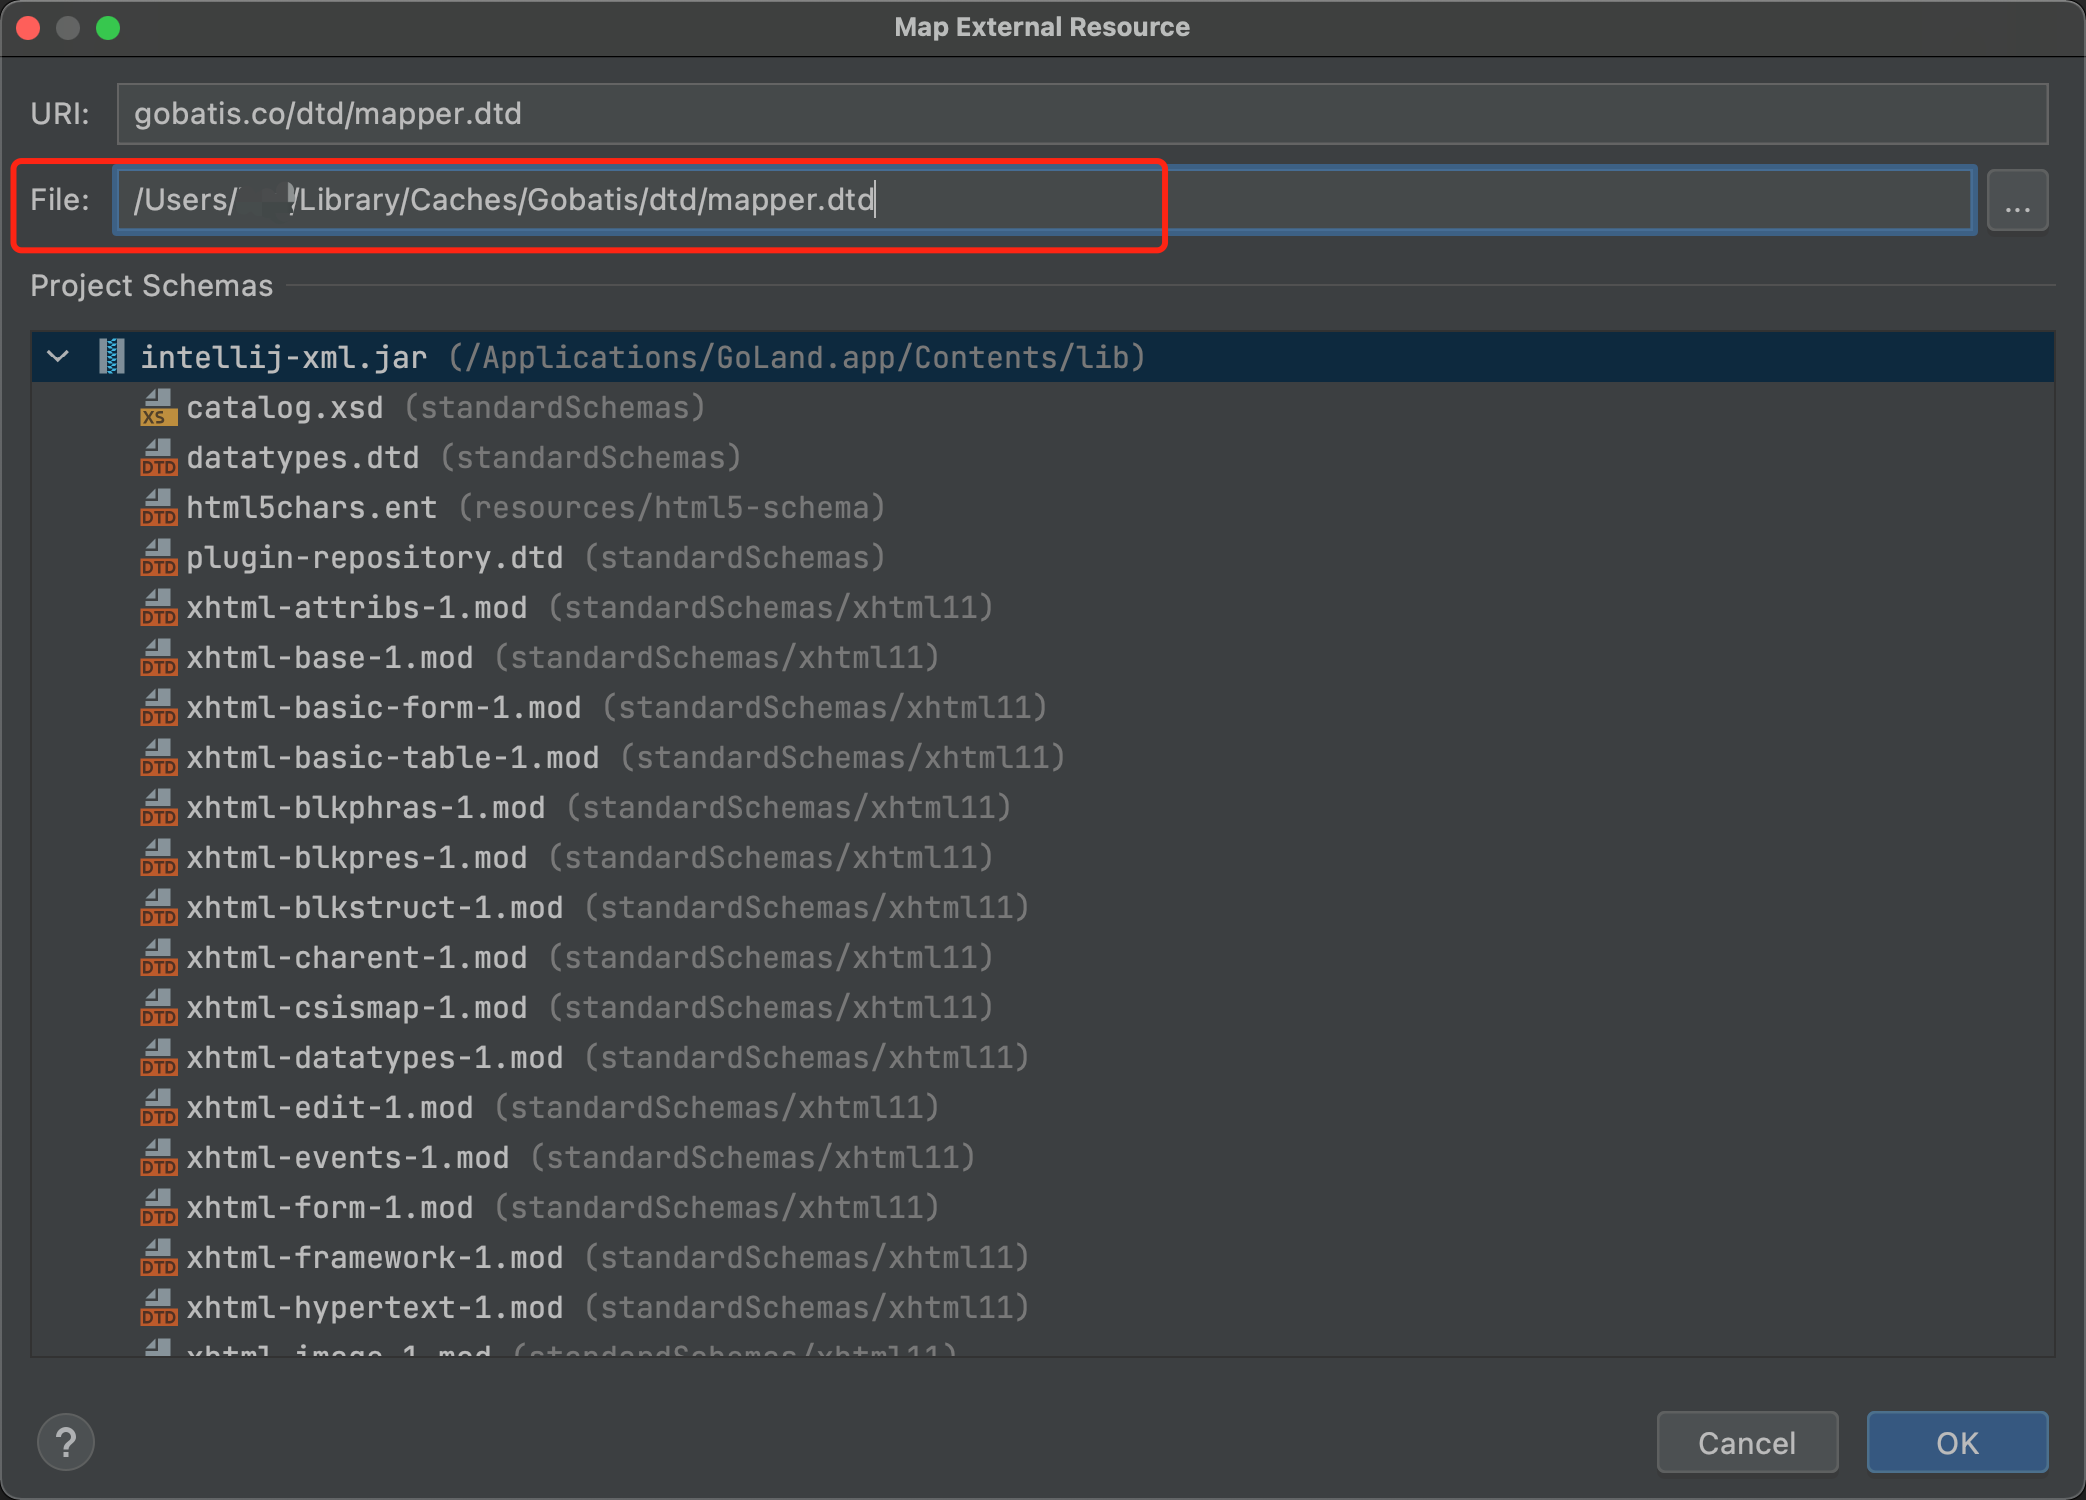 Map External Resource
URI: gobatis.co/dtd/mapper.dtd
File: /Users/ /Library/Caches/Gobatis/dtd/mapper.dtd ...
Project Schemas
intellij-xml.jar (/Applications/GoLand.app/Contents/lib)
XS catalog.xsd (standardSchemas)
DTD datatypes.dtd (standardSchemas)
DTD html5chars.ent (resources/html5-schema)
DTD plugin-repository.dtd (standardSchemas)
DTD xhtml-attribs-1.mod (standardSchemas/xhtml11)
DTD xhtml-base-1.mod (standardSchemas/xhtml11)
DTD xhtml-basic-form-1.mod (standardSchemas/xhtml11)
DTD xhtml-basic-table-1.mod (standardSchemas/xhtml11)
DTD xhtml-blkphras-1.mod (standardSchemas/xhtml11)
DTD xhtml-blkpres-1.mod (standardSchemas/xhtml11)
DTD xhtml-blkstruct-1.mod (standardSchemas/xhtml11)
DTD xhtml-charent-1.mod (standardSchemas/xhtml11)
DTD xhtml-csismap-1.mod (standardSchemas/xhtml11)
DTD xhtml-datatypes-1.mod (standardSchemas/xhtml11)
DTD xhtml-edit-1.mod (standardSchemas/xhtml11)
DTD xhtml-events-1.mod (standardSchemas/xhtml11)
DTD xhtml-form-1.mod (standardSchemas/xhtml11)
DTD xhtml-framework-1.mod (standardSchemas/xhtml11)
DTD xhtml-hypertext-1.mod (standardSchemas/xhtml11)
xhtml-image-1.mod (standardSchemas/xhtml11)
? Cancel OK